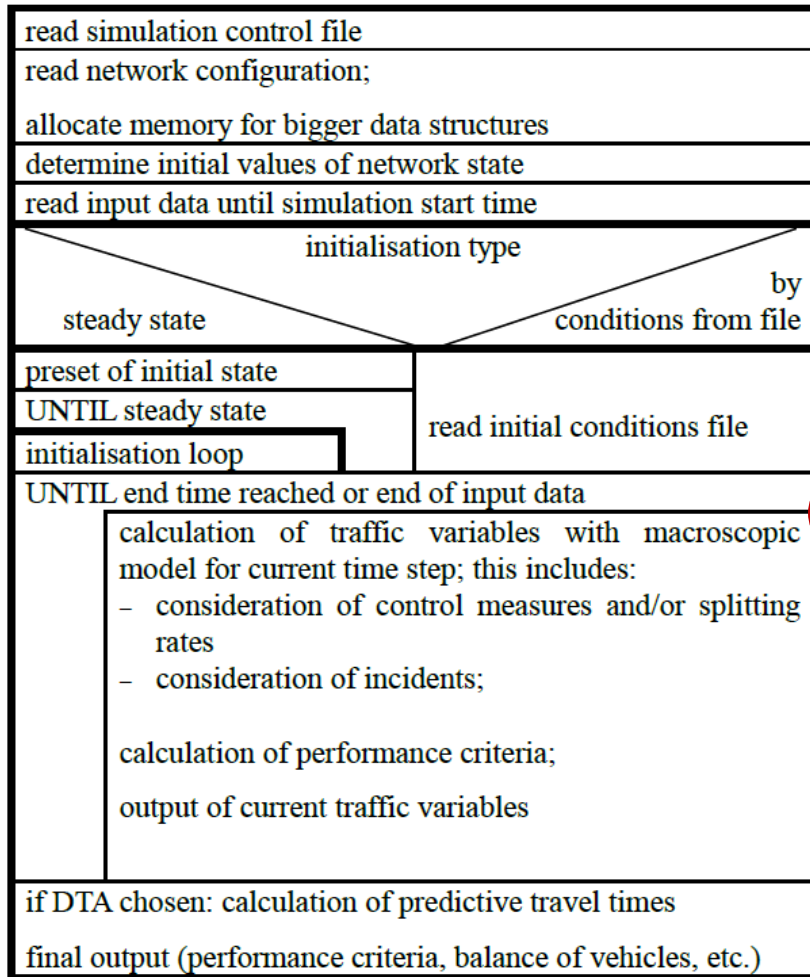 read simulation control file
read network configuration;
allocate memory for bigger data structures
determine initial values of network state
read input data until simulation start time
initialisation type
by
steady state
conditions from file
preset of initial state
UNTIL steady state
read initial conditions file
initialisation loop
UNTIL end time reached or end of input data
calculation of traffic variables with macroscopic
model for current time step; this includes:
– consideration of control measures and/or splitting
rates
– consideration of incidents;
calculation of performance criteria;
output of current traffic variables
if DTA chosen: calculation of predictive travel times
final output (performance criteria, balance of vehicles, etc.)